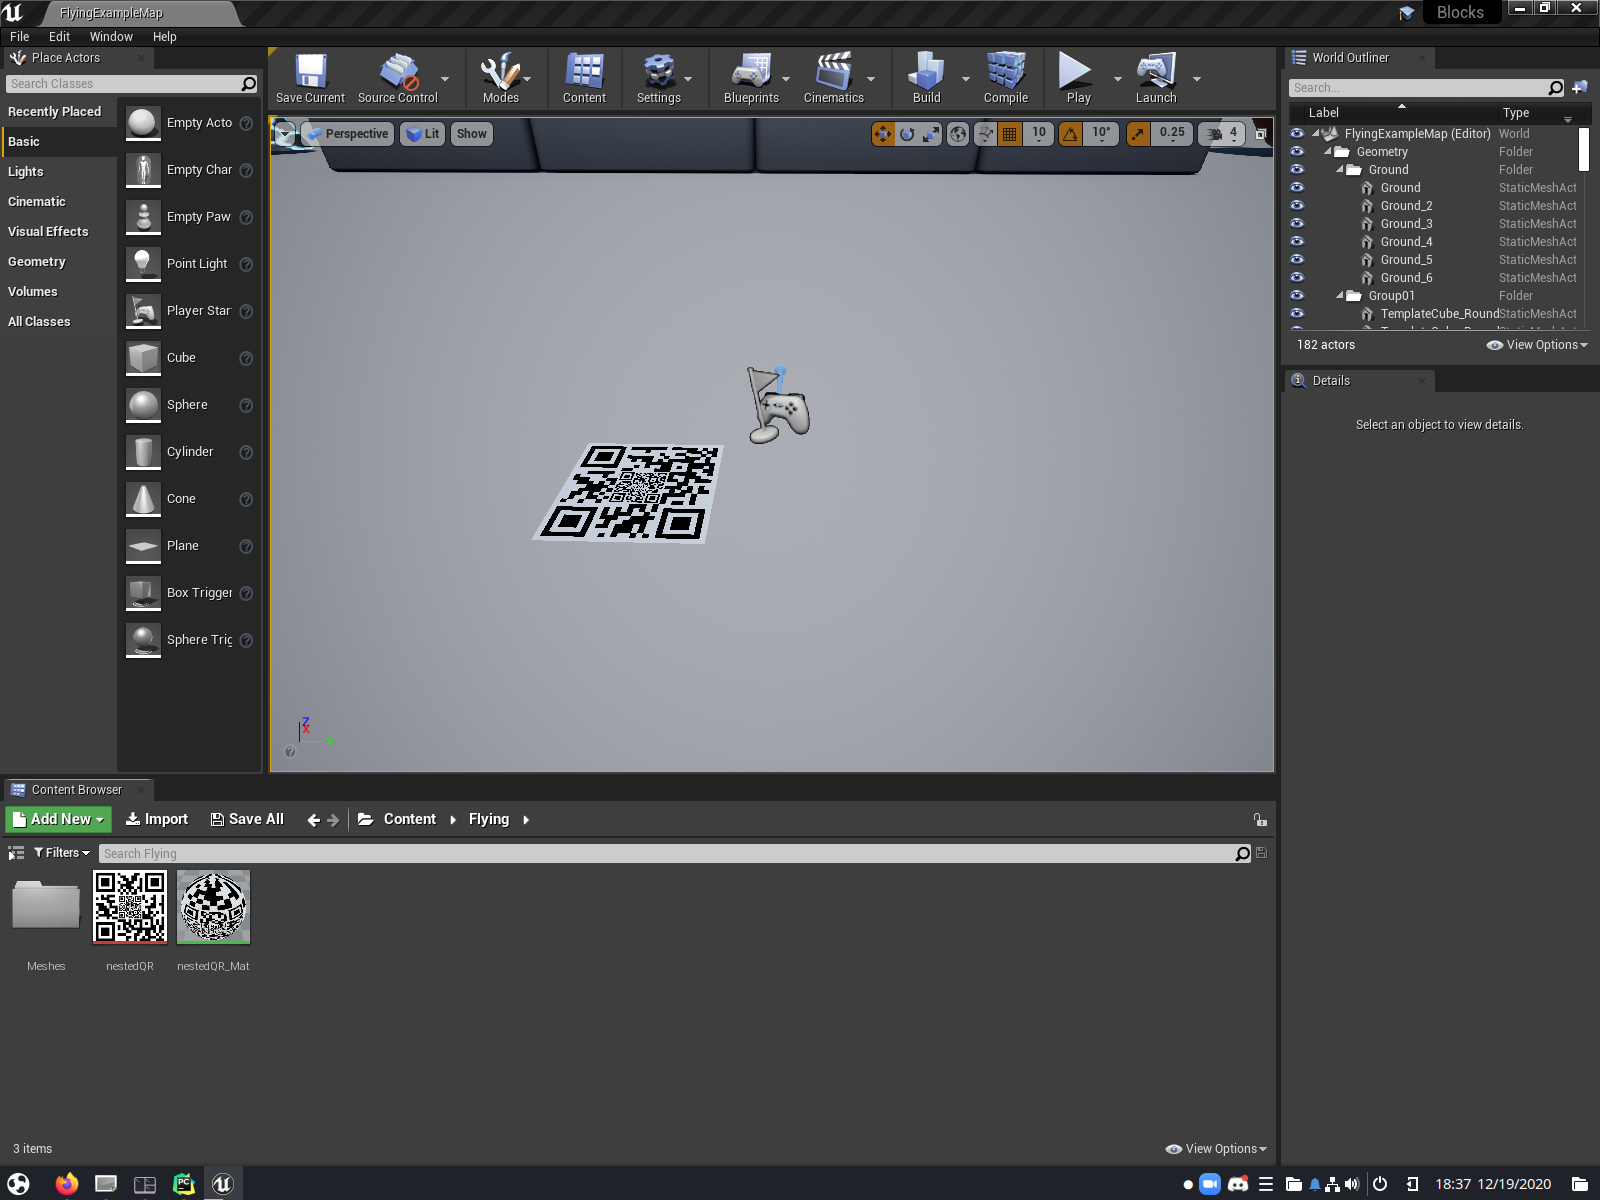 FlyingExampleMap
Blocks
File Edit Window Help
Place Actors
Search Classes
Recently Placed
Basic
Lights
Cinematic
Visual Effects
Geometry
Volumes
All Classes
Empty Acto
Empty Char
Empty Paw
Point Light
Player Star
Cube
Sphere
Cylinder
Cone
Plane
Box Trigger
Sphere Trig
Save Current
Source Control
Modes
Content
Settings
Blueprints
Cinematics
Build
Compile
Play
Launch
Perspective
Lit
Show
10
10°
0.25
4
Z
X
Y
World Outliner
Search...
Label Type
FlyingExampleMap (Editor) World
Geometry Folder
Ground Folder
Ground StaticMeshAct
Ground_2 StaticMeshAct
Ground_3 StaticMeshAct
Ground_4 StaticMeshAct
Ground_5 StaticMeshAct
Ground_6 StaticMeshAct
Group01 Folder
TemplateCube_Round StaticMeshAct
182 actors
View Options
Details
Select an object to view details.
Content Browser
Add New
Import
Save All
Content
Flying
Filters
Search Flying
Meshes
nestedQR
nestedQR_Mat
3 items
View Options
18:37 12/19/2020